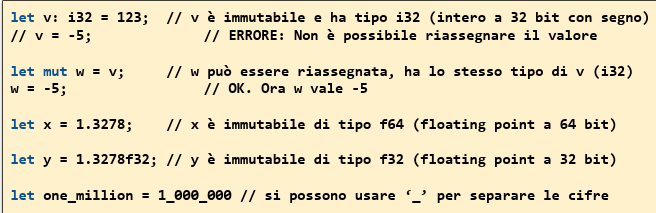 let v: i32 = 123;  // v è immutabile e ha tipo i32 (intero a 32 bit con segno)
// v = -5;              // ERRORE: Non è possibile riassegnare il valore
let mut w = v;     // w può essere riassegnata, ha lo stesso tipo di v (i32)
w = -5;                 // OK. Ora w vale -5
let x = 1.3278;    // x è immutabile di tipo f64 (floating point a 64 bit)
let y = 1.3278f32; // y è immutabile di tipo f32 (floating point a 32 bit)
let one_million = 1_000_000 // si possono usare ‘_’ per separare le cifre